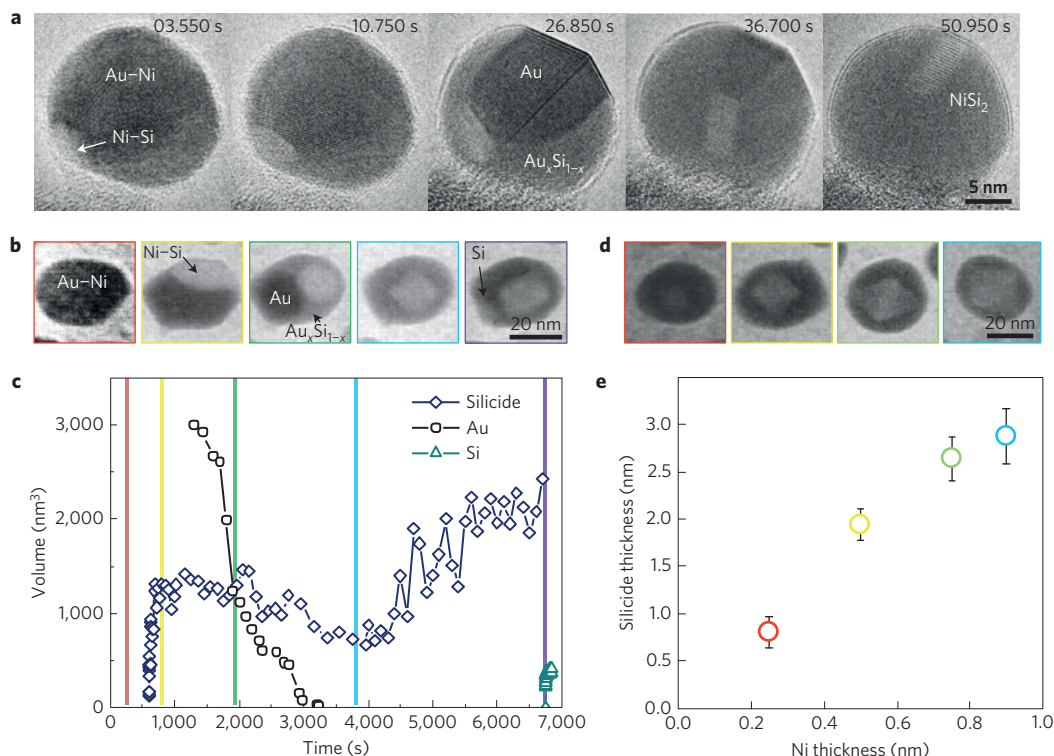 a
03.550 s
10.750 s
26.850 s
36.700 s
50.950 s
Au–Ni
Au
NiSi2
Ni–Si
AuxSi1−x
5 nm
b
Au–Ni
Ni–Si
Au
AuxSi1−x
Si
20 nm
d
20 nm
c
Silicide
Au
Si
3,000
2,000
1,000
0
Volume (nm3)
0
1,000
2,000
3,000
4,000
5,000
6,000
7,000
Time (s)
e
3.0
2.5
2.0
1.5
1.0
0.5
0.0
Silicide thickness (nm)
0.0
0.2
0.4
0.6
0.8
1.0
Ni thickness (nm)